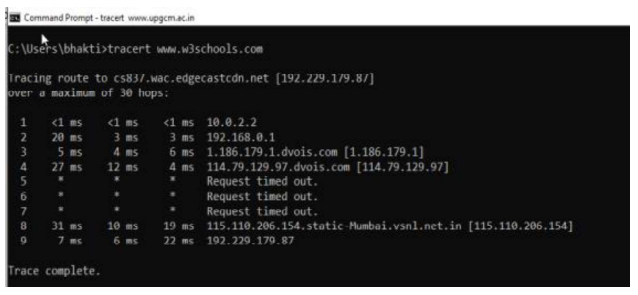 Command Prompt - tracert www.upgcm.ac.in
C:\Users\bhakti>tracert www.w3schools.com
Tracing route to cs837.wac.edgecastcdn.net [192.229.179.87]
over a maximum of 30 hops:
1 <1 ms <1 ms <1 ms 10.0.2.2
2 20 ms 3 ms 3 ms 192.168.0.1
3 5 ms 4 ms 6 ms 1.186.179.1.dvois.com [1.186.179.1]
4 27 ms 12 ms 4 ms 114.79.129.97.dvois.com [114.79.129.97]
5 * * * Request timed out.
6 * * * Request timed out.
7 * * * Request timed out.
8 31 ms 10 ms 19 ms 115.110.206.154.static-Mumbai.vsnl.net.in [115.110.206.154]
9 7 ms 6 ms 22 ms 192.229.179.87
Trace complete.